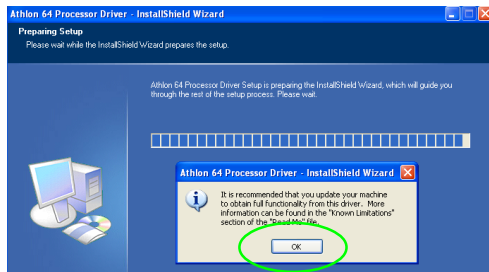 Athlon 64 Processor Driver - InstallShield Wizard
Preparing Setup
Please wait while the InstallShield Wizard prepares the setup.
Athlon 64 Processor Driver Setup is preparing the InstallShield Wizard, which will guide you
through the rest of the setup process. Please wait.
Athlon 64 Processor Driver - InstallShield Wizard
It is recommended that you update your machine
to obtain full functionality from this driver. More
information can be found in the "Known Limitations"
section of the "Read Me" file.
OK